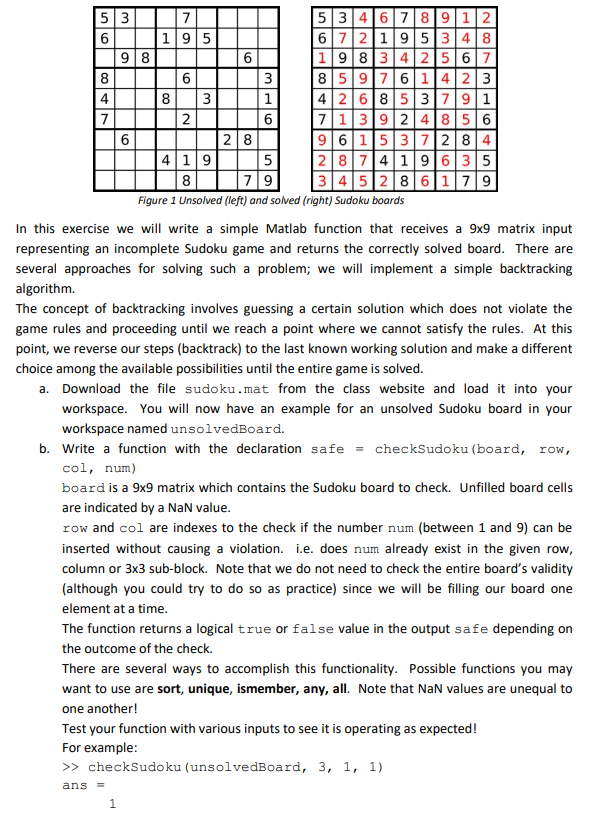 5 3 7
6 1 9 5
9 8 6
8 6 3
4 8 3 1
7 2 6
6 2 8
4 1 9 5
8 7 9
5 3 4 6 7 8 9 1 2
6 7 2 1 9 5 3 4 8
1 9 8 3 4 2 5 6 7
8 5 9 7 6 1 4 2 3
4 2 6 8 5 3 7 9 1
7 1 3 9 2 4 8 5 6
9 6 1 5 3 7 2 8 4
2 8 7 4 1 9 6 3 5
3 4 5 2 8 6 1 7 9
Figure 1 Unsolved (left) and solved (right) Sudoku boards
In this exercise we will write a simple Matlab function that receives a 9x9 matrix input
representing an incomplete Sudoku game and returns the correctly solved board. There are
several approaches for solving such a problem; we will implement a simple backtracking
algorithm.
The concept of backtracking involves guessing a certain solution which does not violate the
game rules and proceeding until we reach a point where we cannot satisfy the rules. At this
point, we reverse our steps (backtrack) to the last known working solution and make a different
choice among the available possibilities until the entire game is solved.
a. Download the file sudoku.mat from the class website and load it into your
workspace. You will now have an example for an unsolved Sudoku board in your
workspace named unsolvedBoard.
b. Write a function with the declaration safe = checkSudoku(board, row,
col, num)
board is a 9x9 matrix which contains the Sudoku board to check. Unfilled board cells
are indicated by a NaN value.
row and col are indexes to the check if the number num (between 1 and 9) can be
inserted without causing a violation. i.e. does num already exist in the given row,
column or 3x3 sub-block. Note that we do not need to check the entire board's validity
(although you could try to do so as practice) since we will be filling our board one
element at a time.
The function returns a logical true or false value in the output safe depending on
the outcome of the check.
There are several ways to accomplish this functionality. Possible functions you may
want to use are sort, unique, ismember, any, all. Note that NaN values are unequal to
one another!
Test your function with various inputs to see it is operating as expected!
For example:
>> checkSudoku(unsolvedBoard, 3, 1, 1)
ans =
1